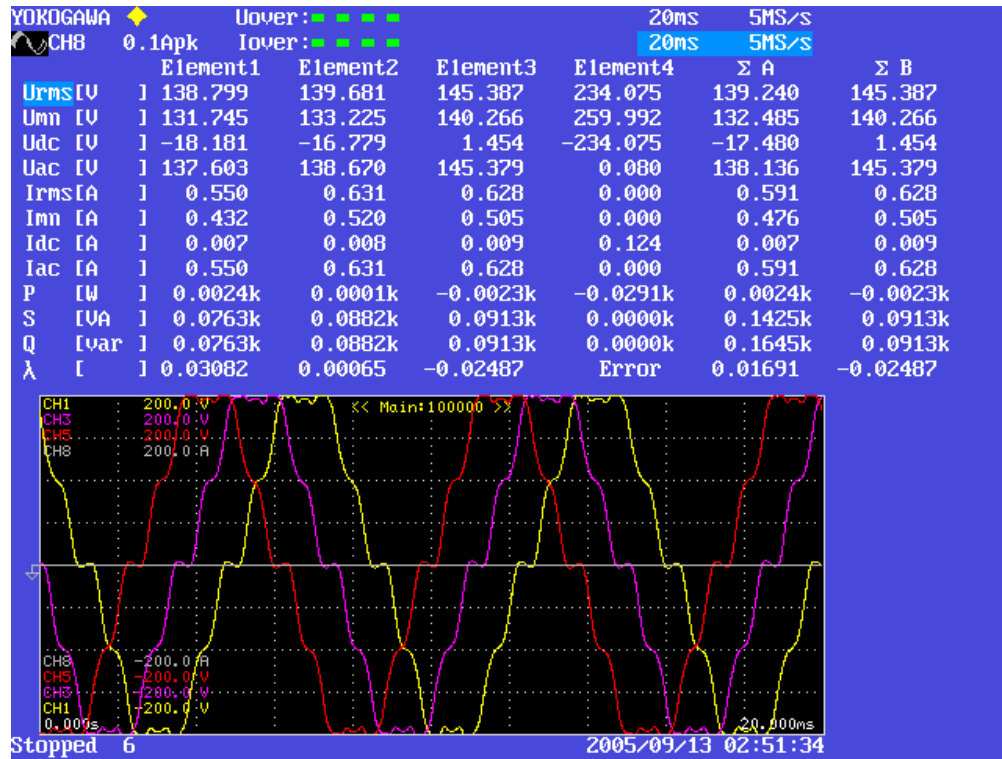 YOKOGAWA Uover: 20ms 5MS/s
CH8 0.1Apk Iover: 20ms 5MS/s
Element1 Element2 Element3 Element4 Σ A Σ B
Urms[V ] 138.799 139.681 145.387 234.075 139.240 145.387
Umn [V ] 131.745 133.225 140.266 259.992 132.485 140.266
Udc [V ] -18.181 -16.779 1.454 -234.075 -17.480 1.454
Uac [V ] 137.603 138.670 145.379 0.080 138.136 145.379
Irms[A ] 0.550 0.631 0.628 0.000 0.591 0.628
Imn [A ] 0.432 0.520 0.505 0.000 0.476 0.505
Idc [A ] 0.007 0.008 0.009 0.124 0.007 0.009
Iac [A ] 0.550 0.631 0.628 0.000 0.591 0.628
P [W ] 0.0024k 0.0001k -0.0023k -0.0291k 0.0024k -0.0023k
S [VA ] 0.0763k 0.0882k 0.0913k 0.0000k 0.1425k 0.0913k
Q [var ] 0.0763k 0.0882k 0.0913k 0.0000k 0.1645k 0.0913k
λ [ ] 0.03082 0.00065 -0.02487 Error 0.01691 -0.02487
CH1 200.0 V << Main:100000 >>
CH3 200.0 V
CH5 200.0 V
CH8 200.0 A
CH8 -200.0 A
CH5 -200.0 V
CH3 -200.0 V
CH1 -200.0 V
0.000s 20.000ms
Stopped 6 2005/09/13 02:51:34